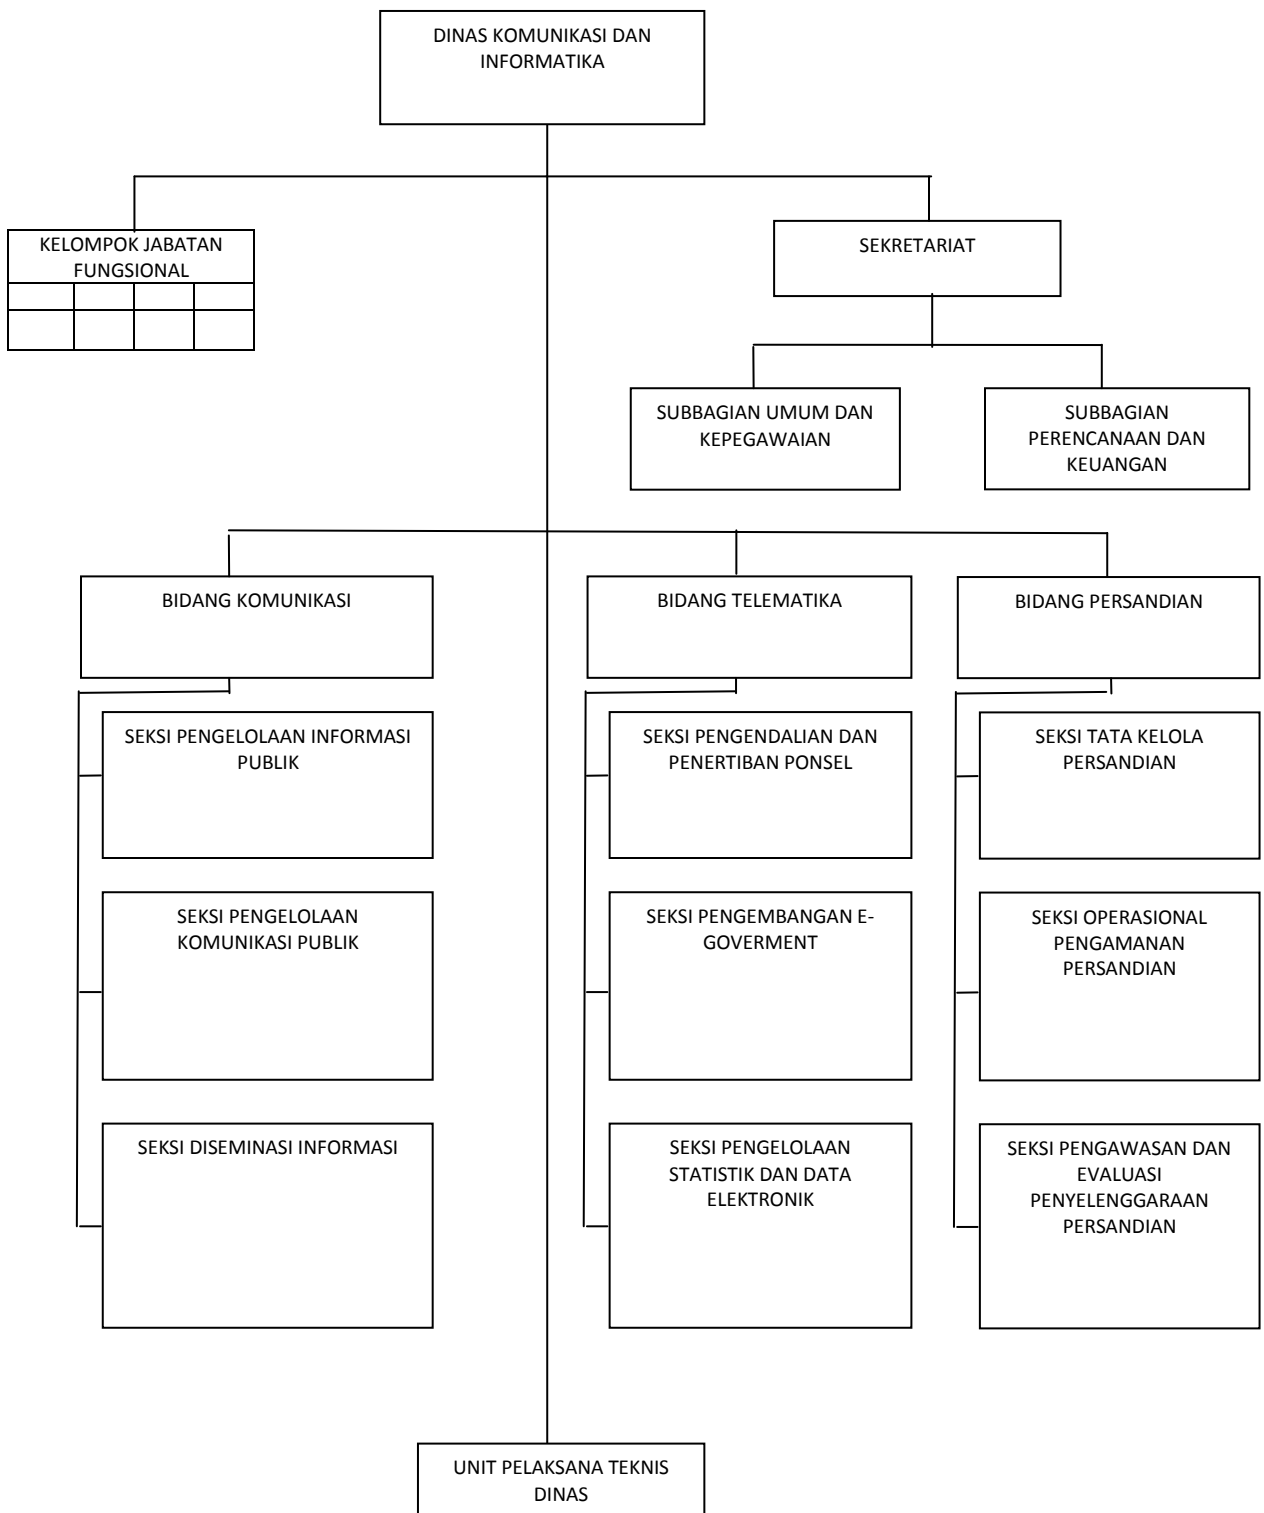 DINAS KOMUNIKASI DAN
INFORMATIKA
KELOMPOK JABATAN
FUNGSIONAL
SEKRETARIAT
SUBBAGIAN UMUM DAN
KEPEGAWAIAN
SUBBAGIAN
PERENCANAAN DAN
KEUANGAN
BIDANG KOMUNIKASI
BIDANG TELEMATIKA
BIDANG PERSANDIAN
SEKSI PENGELOLAAN INFORMASI
PUBLIK
SEKSI PENGENDALIAN DAN
PENERTIBAN PONSEL
SEKSI TATA KELOLA
PERSANDIAN
SEKSI PENGELOLAAN
KOMUNIKASI PUBLIK
SEKSI PENGEMBANGAN E-
GOVERMENT
SEKSI OPERASIONAL
PENGAMANAN
PERSANDIAN
SEKSI DISEMINASI INFORMASI
SEKSI PENGELOLAAN
STATISTIK DAN DATA
ELEKTRONIK
SEKSI PENGAWASAN DAN
EVALUASI
PENYELENGGARAAN
PERSANDIAN
UNIT PELAKSANA TEKNIS
DINAS